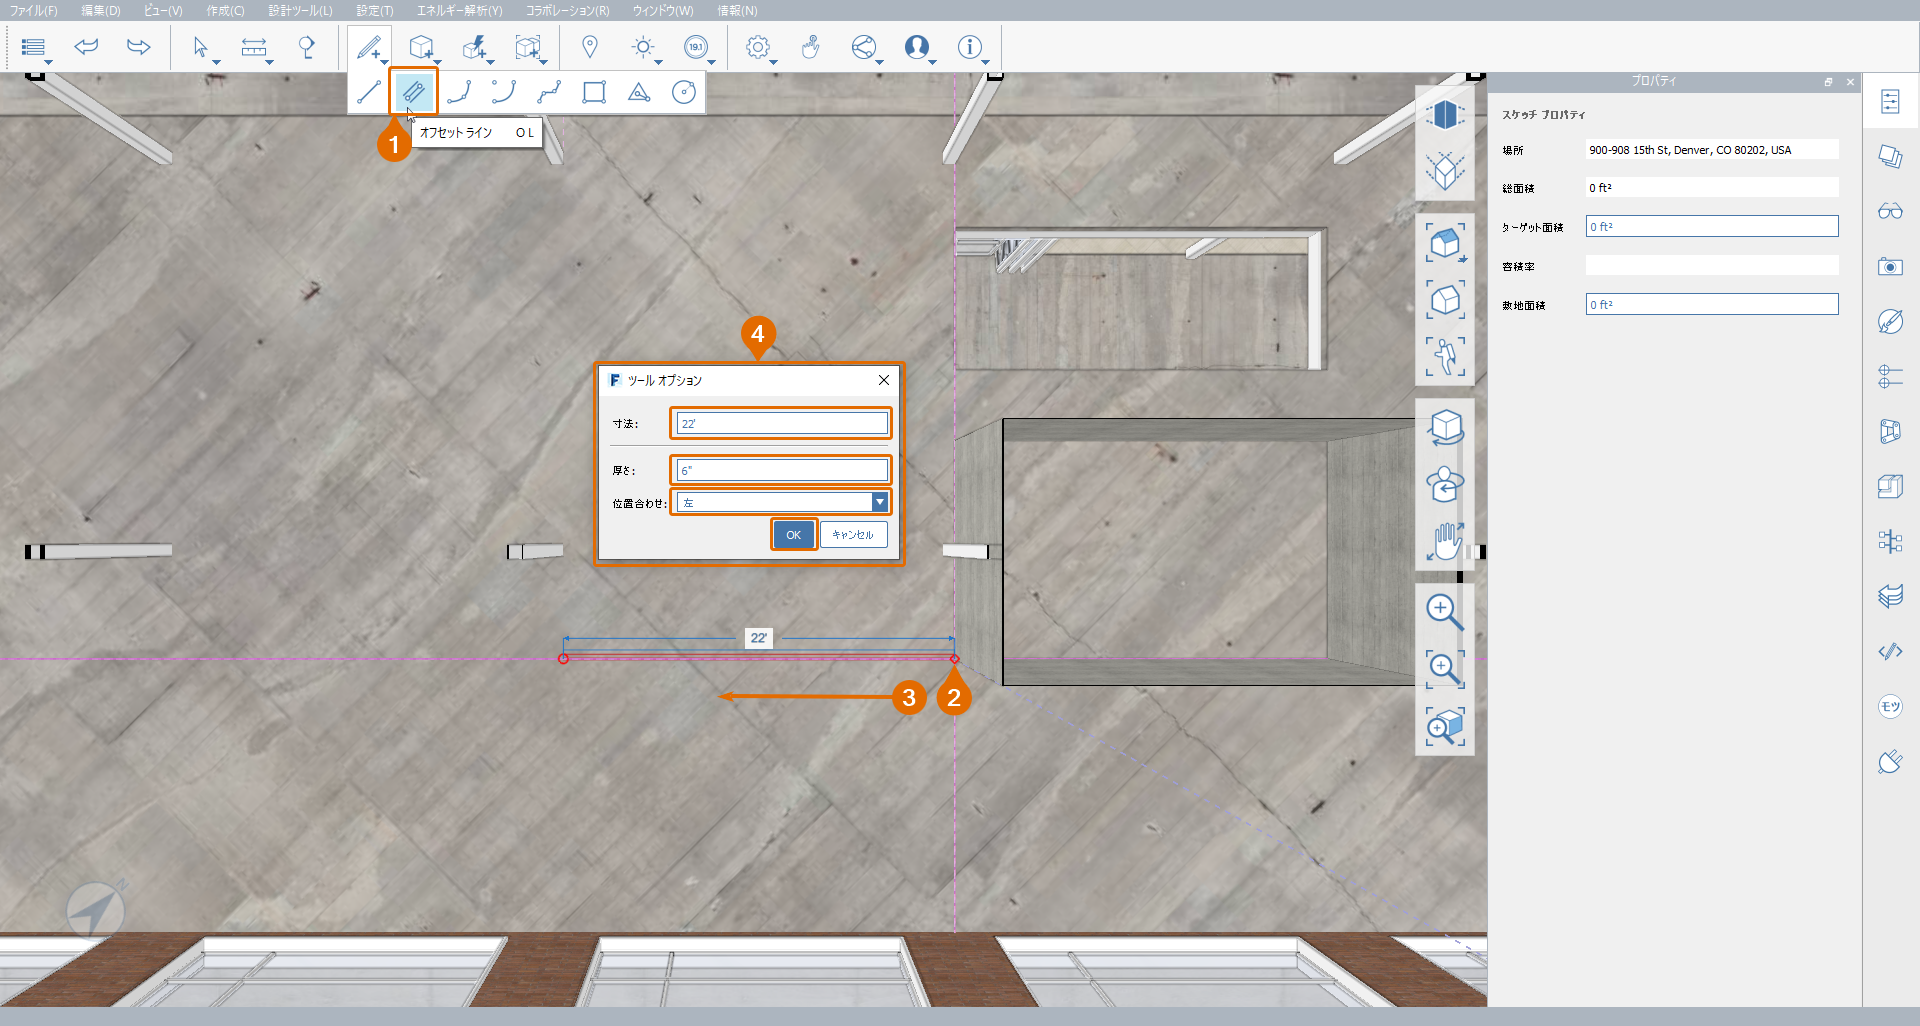 ファイル(F) 編集(D) ビュー(V) 作成(C) 設計ツール(L) 設定(T) エネルギー解析(Y) コラボレーション(R) ウィンドウ(W) 情報(N)
19.1
オフセット ライン OL
1
プロパティ
スケッチ プロパティ
場所 900-908 15th St, Denver, CO 80202, USA
総面積 0 ft²
ターゲット面積 0 ft²
容積率
敷地面積 0 ft²
4
F ツール オプション
寸法: 22'
厚さ: 6"
位置合わせ: 左
OK キャンセル
22'
3 2
モツ
N